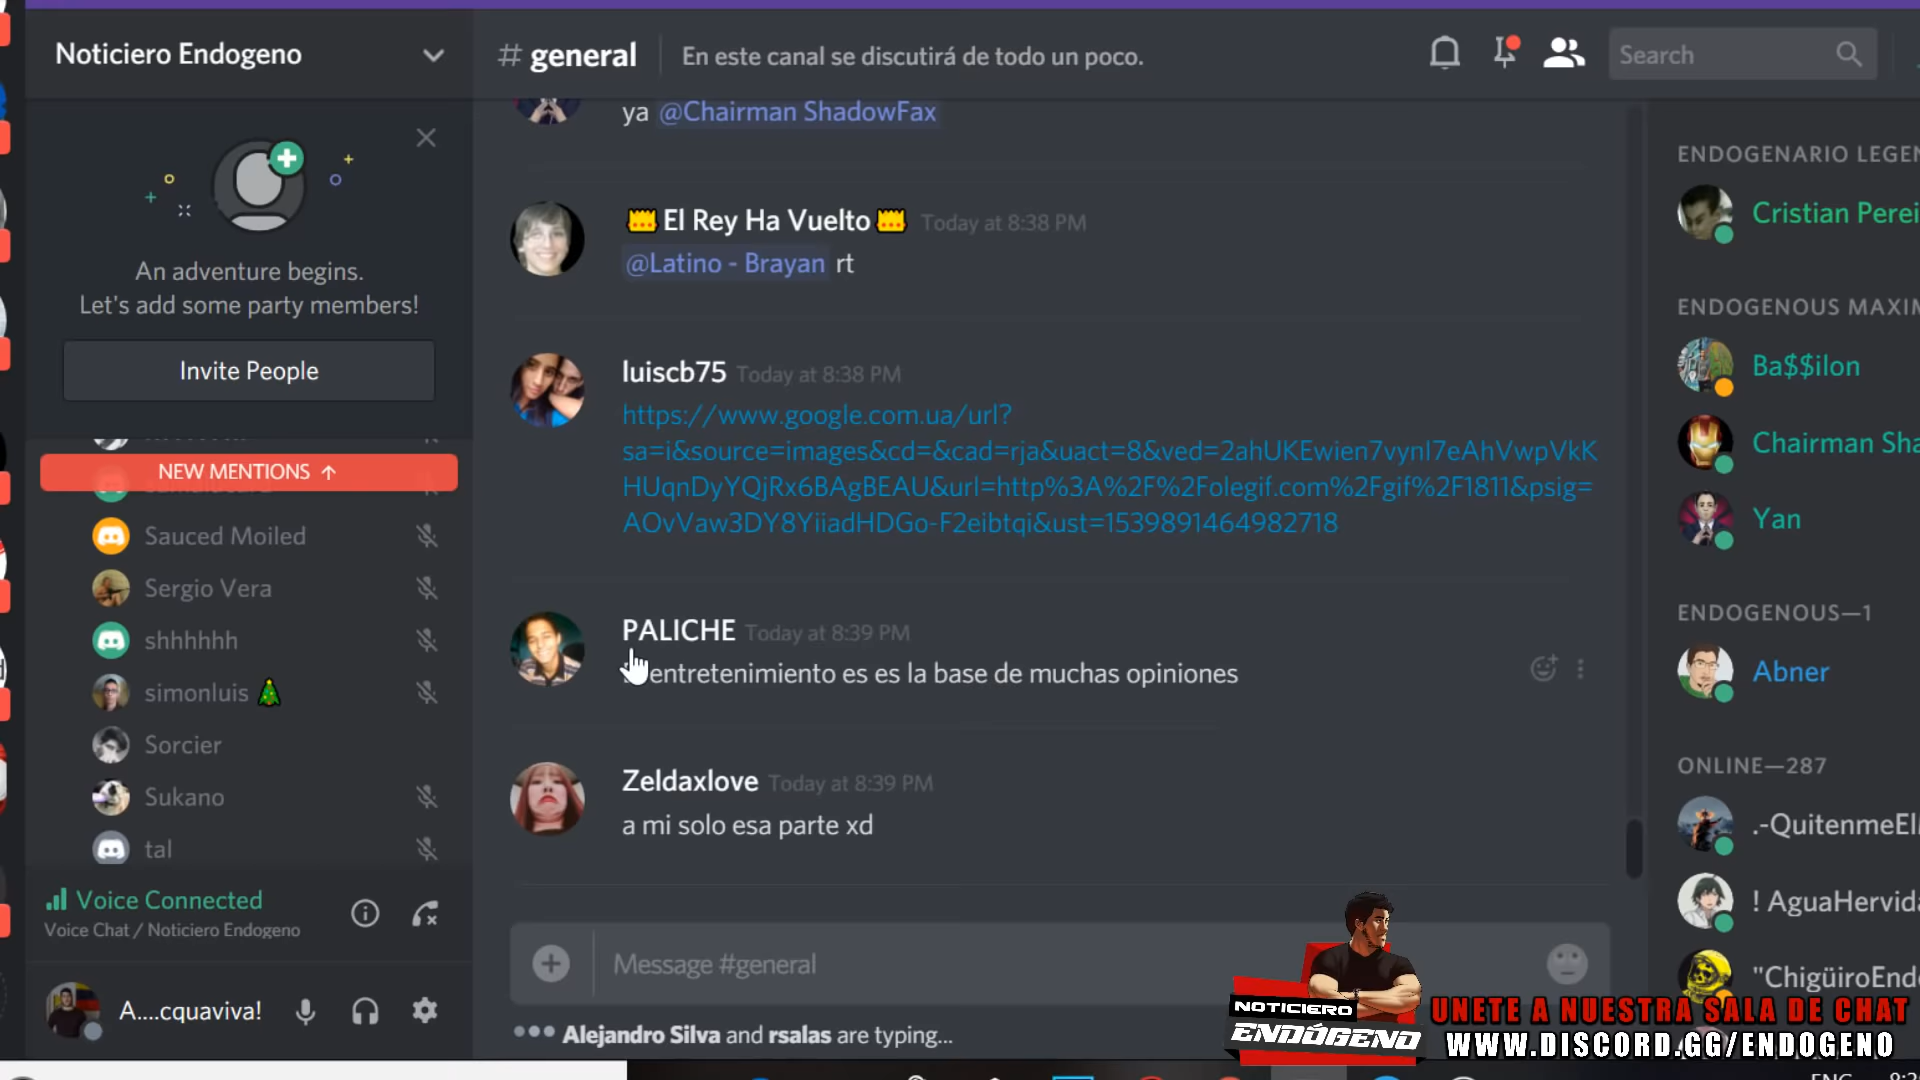 Noticiero Endogeno
# general
En este canal se discutirá de todo un poco.
Search
An adventure begins.
Let's add some party members!
Invite People
NEW MENTIONS ↑
Sauced Moiled
Sergio Vera
shhhhhh
simonluis
Sorcier
Sukano
tal
Voice Connected
Voice Chat / Noticiero Endogeno
A....cquaviva!
ya @Chairman ShadowFax
El Rey Ha Vuelto Today at 8:38 PM
@Latino - Brayan rt
luiscb75 Today at 8:38 PM
https://www.google.com.ua/url?
sa=i&source=images&cd=&cad=rja&uact=8&ved=2ahUKEwien7vynI7eAhVwpVkK
HUqnDyYQjRx6BAgBEAU&url=http%3A%2F%2Folegif.com%2Fgif%2F1811&psig=
AOvVaw3DY8YiiadHDGo-F2eibtqi&ust=1539891464982718
PALICHE Today at 8:39 PM
entretenimiento es es la base de muchas opiniones
Zeldaxlove Today at 8:39 PM
a mi solo esa parte xd
Message #general
Alejandro Silva and rsalas are typing...
ENDOGENARIO LEGEN
Cristian Perei
ENDOGENOUS MAXIM
Ba$$ilon
Chairman Sha
Yan
ENDOGENOUS—1
Abner
ONLINE—287
.-QuitenmeEl
! AguaHervida
"ChigüiroEndo
NOTICIERO
ENDÓGENO
UNETE A NUESTRA SALA DE CHAT
WWW.DISCORD.GG/ENDOGENO
ENG